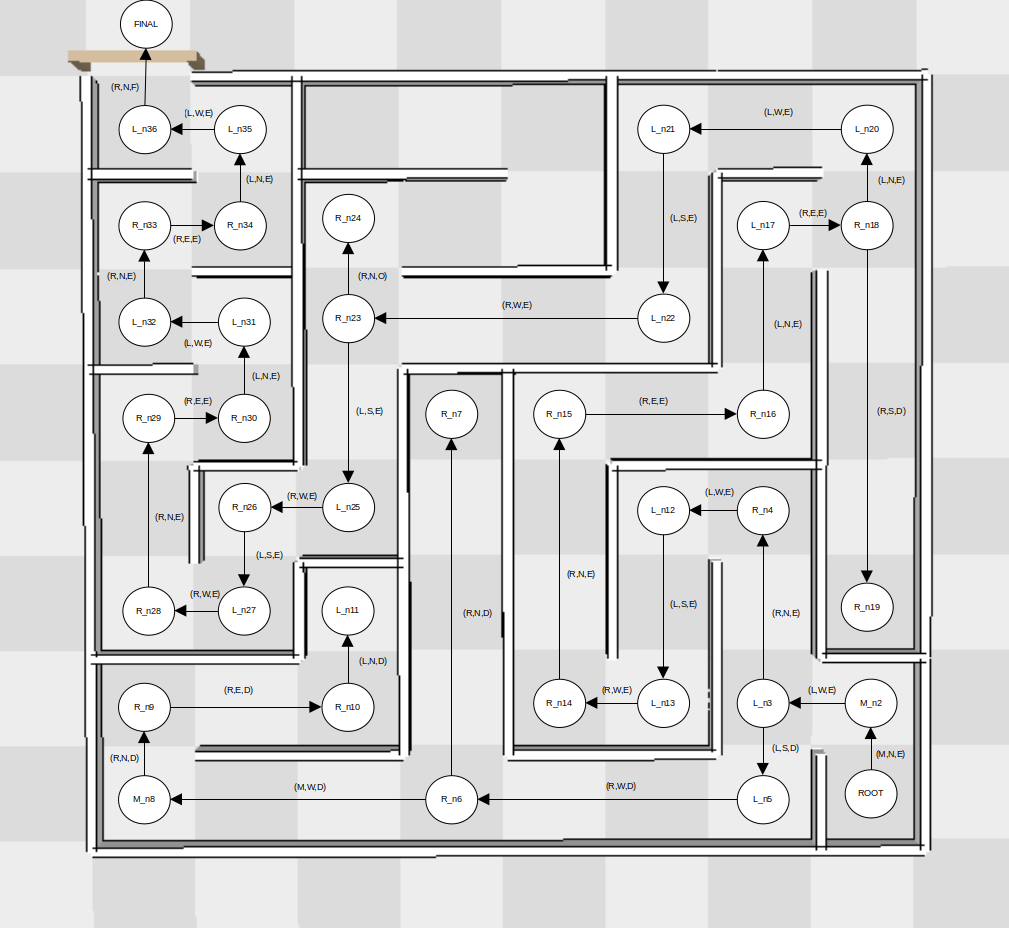 FINAL
(R,N,F)
(L,W,E)
(L,W,E)
L_n36
L_n35
L_n21
L_n20
(L,N,E)
(L,N,E)
R_n33
(R,E,E)
R_n34
R_n24
(L,S,E)
L_n17
(R,E,E)
R_n18
(R,N,E)
(R,N,O)
(R,W,E)
L_n32
L_n31
R_n23
L_n22
(L,N,E)
(L,W,E)
(L,N,E)
(R,E,E)
(R,E,E)
(L,S,E)
(R,S,D)
R_n29
R_n30
R_n7
R_n15
R_n16
(R,W,E)
(L,W,E)
R_n26
L_n25
L_n12
R_n4
(R,N,E)
(L,S,E)
(R,N,E)
(R,W,E)
(L,S,E)
R_n28
L_n27
L_n11
(R,N,D)
(R,N,E)
R_n19
(L,N,D)
(R,E,D)
(R,W,E)
(L,W,E)
R_n9
R_n10
R_n14
L_n13
L_n3
M_n2
(R,N,D)
(L,S,D)
(M,N,E)
(M,W,D)
(R,W,D)
M_n8
R_n6
L_n5
ROOT